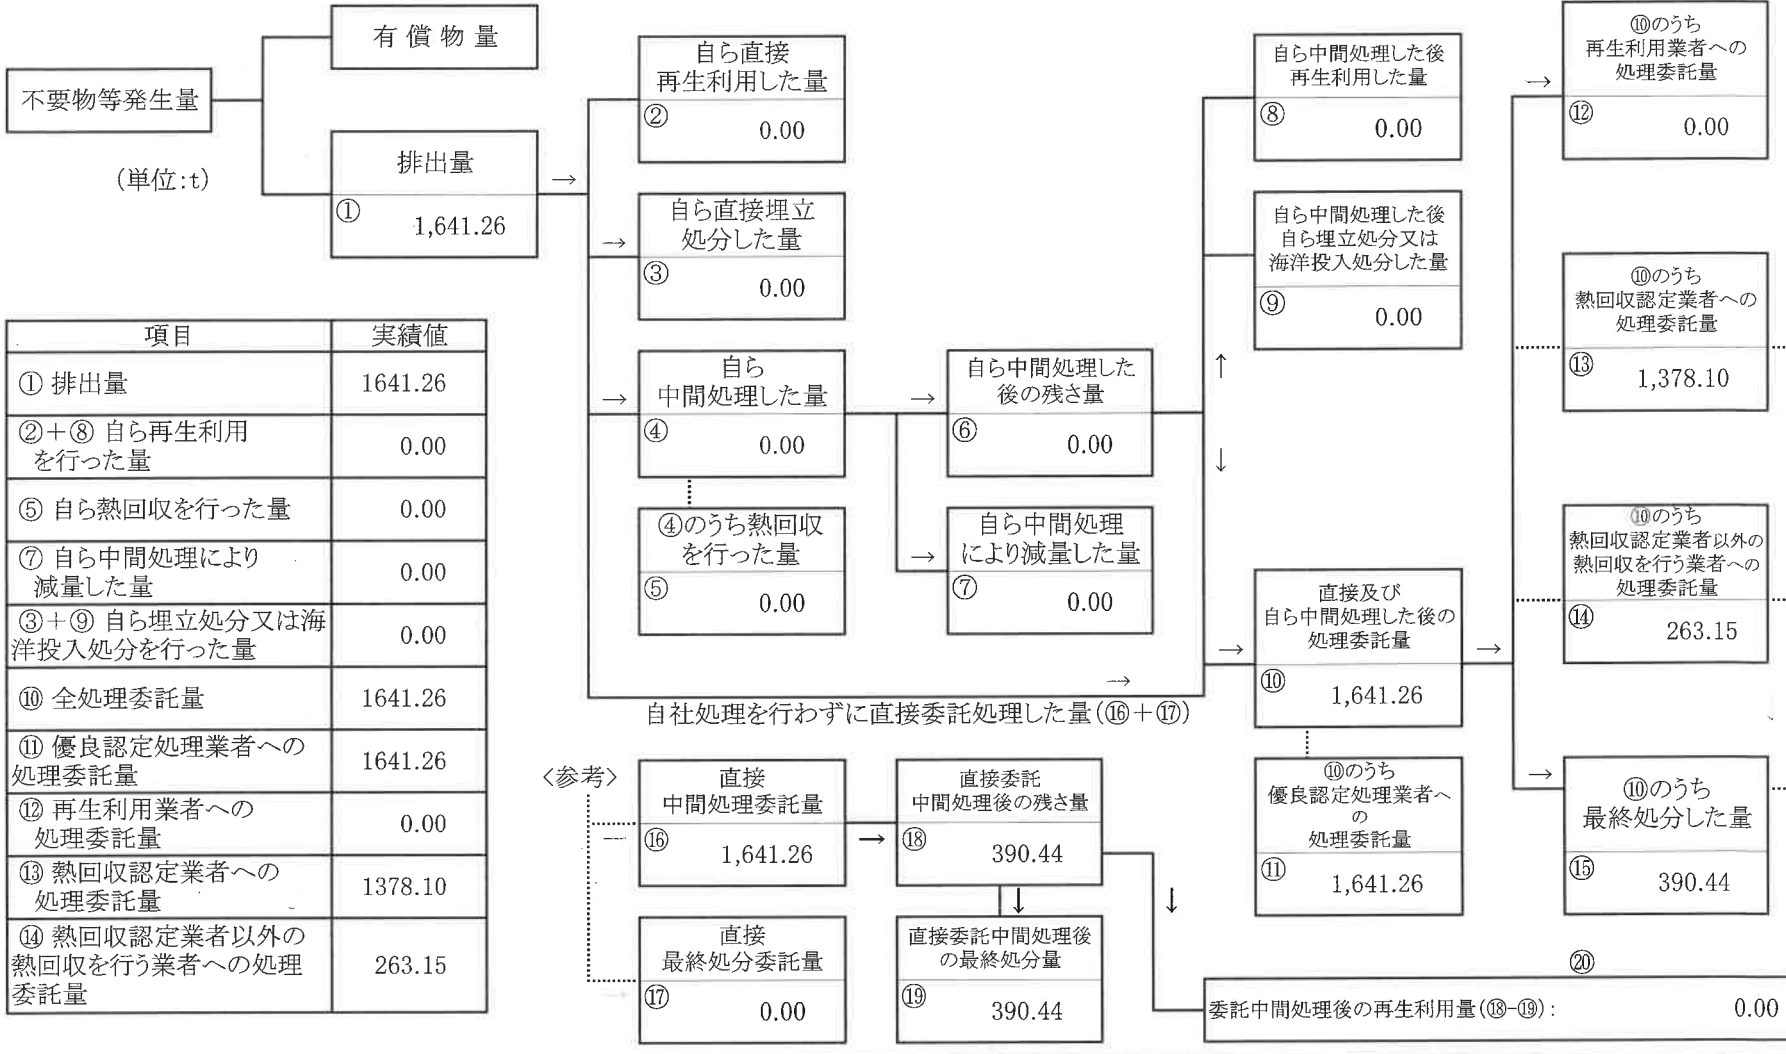 不要物等発生量
(単位:t)
有償物量
排出量
① 1,641.26
→
自ら直接
再生利用した量
② 0.00
→
自ら直接埋立
処分した量
③ 0.00
→
自ら
中間処理した量
④ 0.00
④のうち熱回収
を行った量
⑤ 0.00
→
自ら中間処理した
後の残さ量
⑥ 0.00
→
自ら中間処理
により減量した量
⑦ 0.00
↑
↓
自ら中間処理した後
再生利用した量
⑧ 0.00
自ら中間処理した後
自ら埋立処分又は
海洋投入処分した量
⑨ 0.00
→
自社処理を行わずに直接委託処理した量(⑯+⑰)
→
直接及び
自ら中間処理した後の
処理委託量
⑩ 1,641.26
⑩のうち
優良認定処理業者へ
の
処理委託量
⑪ 1,641.26
→
→
⑩のうち
再生利用業者への
処理委託量
⑫ 0.00
⑩のうち
熱回収認定業者への
処理委託量
⑬ 1,378.10
⑩のうち
熱回収認定業者以外の
熱回収を行う業者への
処理委託量
⑭ 263.15
→
⑩のうち
最終処分した量
⑮ 390.44
項目 実績値
① 排出量 1641.26
②+⑧ 自ら再生利用
を行った量 0.00
⑤ 自ら熱回収を行った量 0.00
⑦ 自ら中間処理により
減量した量 0.00
③+⑨ 自ら埋立処分又は海
洋投入処分を行った量 0.00
⑩ 全処理委託量 1641.26
⑪ 優良認定処理業者への
処理委託量 1641.26
⑫ 再生利用業者への
処理委託量 0.00
⑬ 熱回収認定業者への
処理委託量 1378.10
⑭ 熱回収認定業者以外の
熱回収を行う業者への処理
委託量 263.15
〈参考〉
直接
中間処理委託量
⑯ 1,641.26
→
直接委託
中間処理後の残さ量
⑱ 390.44
↓
↓
直接
最終処分委託量
⑰ 0.00
直接委託中間処理後
の最終処分量
⑲ 390.44
⑳
委託中間処理後の再生利用量(⑱-⑲): 0.00